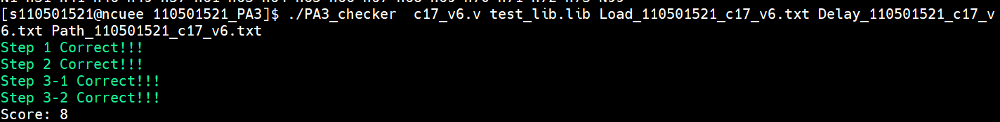 [s110501521@ncuee 110501521_PA3]$ ./PA3_checker  c17_v6.v test_lib.lib Load_110501521_c17_v6.txt Delay_110501521_c17_v
6.txt Path_110501521_c17_v6.txt
Step 1 Correct!!!
Step 2 Correct!!!
Step 3-1 Correct!!!
Step 3-2 Correct!!!
Score: 8